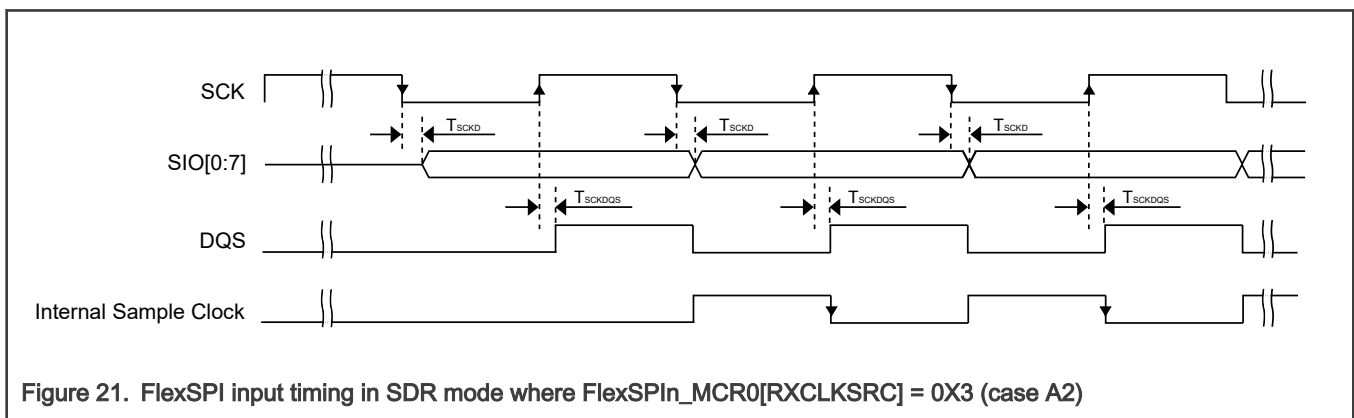 SCK
TSCKD TSCKD TSCKD
SIO[0:7]
TSCKDQS TSCKDQS TSCKDQS
DQS
Internal Sample Clock
Figure 21. FlexSPI input timing in SDR mode where FlexSPIn_MCR0[RXCLKSRC] = 0X3 (case A2)